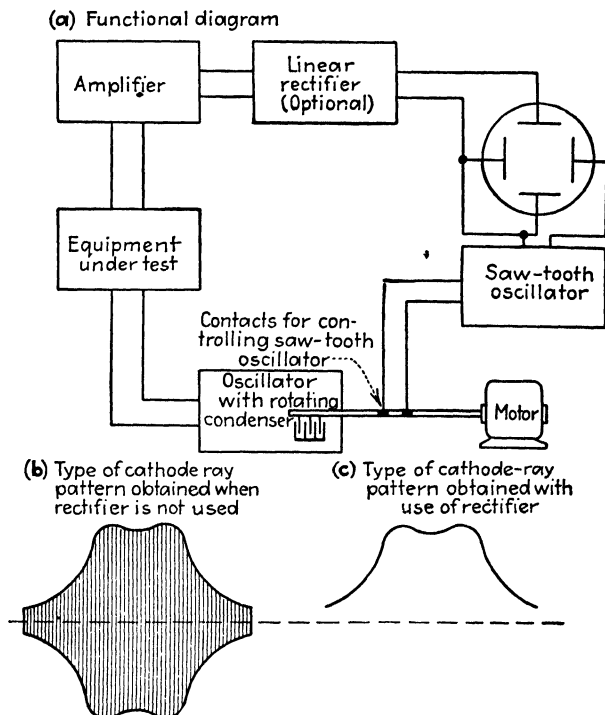 (a) Functional diagram
Amplifier
Linear
rectifier
(Optional)
Equipment
under test
Saw-tooth
oscillator
Contacts for con-
trolling saw-tooth
oscillator
Oscillator
with rotating
condenser
Motor
(b) Type of cathode ray
pattern obtained when
rectifier is not used
(c) Type of cathode-ray
pattern obtained with
use of rectifier